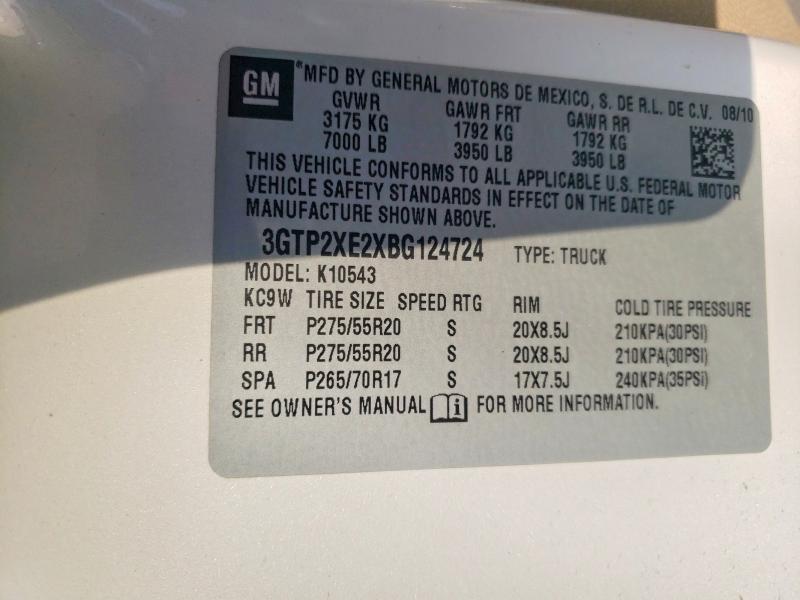 GM
®MFD BY GENERAL MOTORS DE MEXICO, S. DE R.L. DE C.V. 08/10
GVWR GAWR FRT GAWR RR
3175 KG 1792 KG 1792 KG
7000 LB 3950 LB 3950 LB
THIS VEHICLE CONFORMS TO ALL APPLICABLE U.S. FEDERAL MOTOR
VEHICLE SAFETY STANDARDS IN EFFECT ON THE DATE OF
MANUFACTURE SHOWN ABOVE.
3GTP2XE2XBG124724 TYPE: TRUCK
MODEL: K10543
KC9W TIRE SIZE SPEED RTG RIM COLD TIRE PRESSURE
FRT P275/55R20 S 20X8.5J 210KPA(30PSI)
RR P275/55R20 S 20X8.5J 210KPA(30PSI)
SPA P265/70R17 S 17X7.5J 240KPA(35PSI)
SEE OWNER'S MANUAL i FOR MORE INFORMATION.